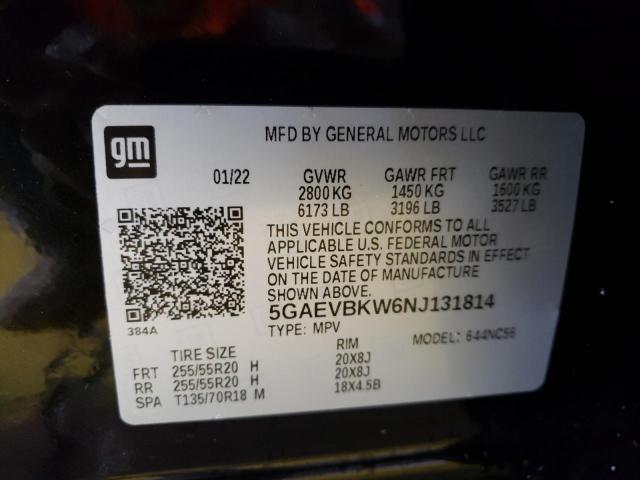 gm
MFD BY GENERAL MOTORS LLC
01/22 GVWR GAWR FRT GAWR RR
2800 KG 1450 KG 1600 KG
6173 LB 3196 LB 3527 LB
THIS VEHICLE CONFORMS TO ALL
APPLICABLE U.S. FEDERAL MOTOR
VEHICLE SAFETY STANDARDS IN EFFECT
ON THE DATE OF MANUFACTURE
5GAEVBKW6NJ131814
384A
TYPE: MPV MODEL: 644NC56
TIRE SIZE RIM
FRT 255/55R20 H 20X8J
RR 255/55R20 H 20X8J
SPA T135/70R18 M 18X4.5B